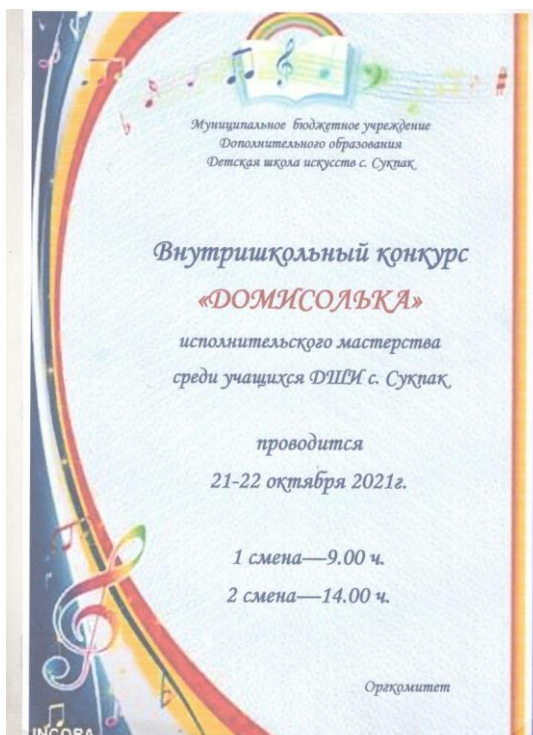 Муниципальное бюджетное учреждение
Дополнительного образования
Детская школа искусств с. Сукпак
Внутришкольный конкурс
«ДОМИСОЛЬКА»
исполнительского мастерства
среди учащихся ДШИ с. Сукпак
проводится
21-22 октября 2021г.
1 смена—9.00 ч.
2 смена—14.00 ч.
Оргкомитет
INCORA